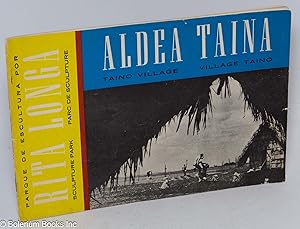 PARQUE DE ESCULTURA POR
RITA LONGA
SCULPTURE PARK PARC DE SCULPTURE
ALDEA TAINA
TAINO VILLAGE VILLAGE TAINO
Photo © Bolerium Books Inc.